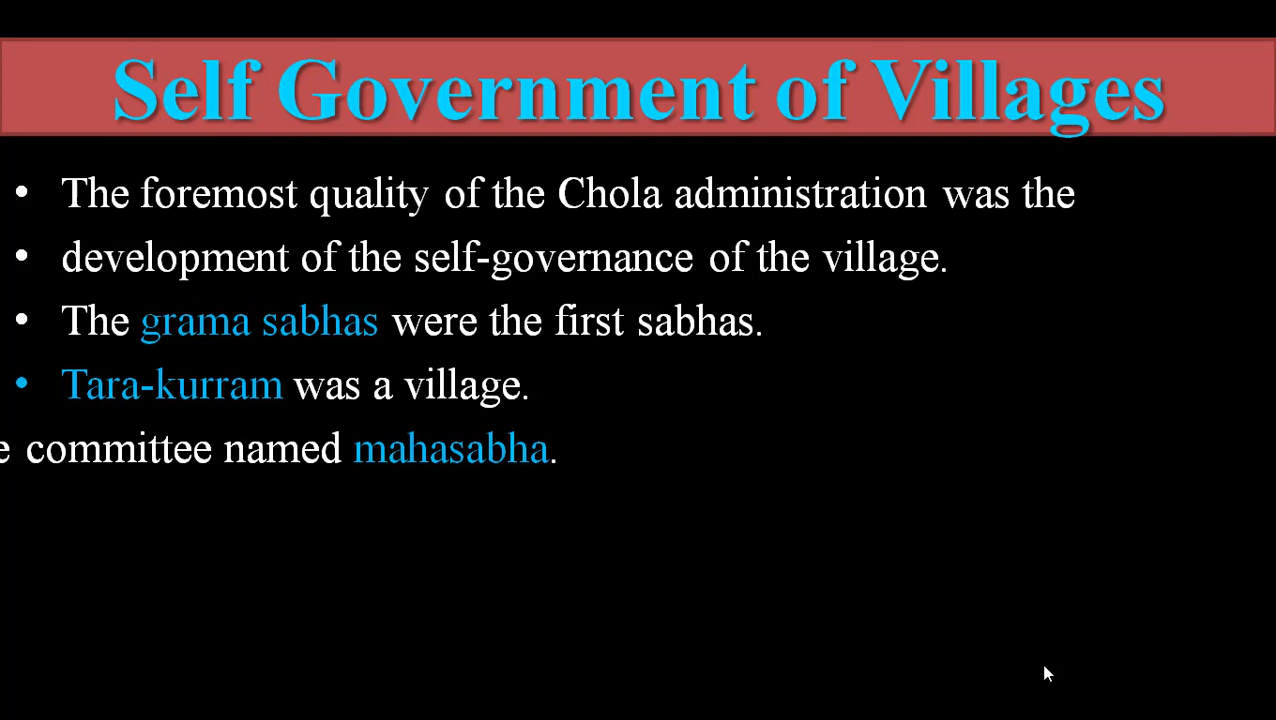 Self Government of Villages
• The foremost quality of the Chola administration was the
• development of the self-governance of the village.
• The grama sabhas were the first sabhas.
• Tara-kurram was a village.
e committee named mahasabha.